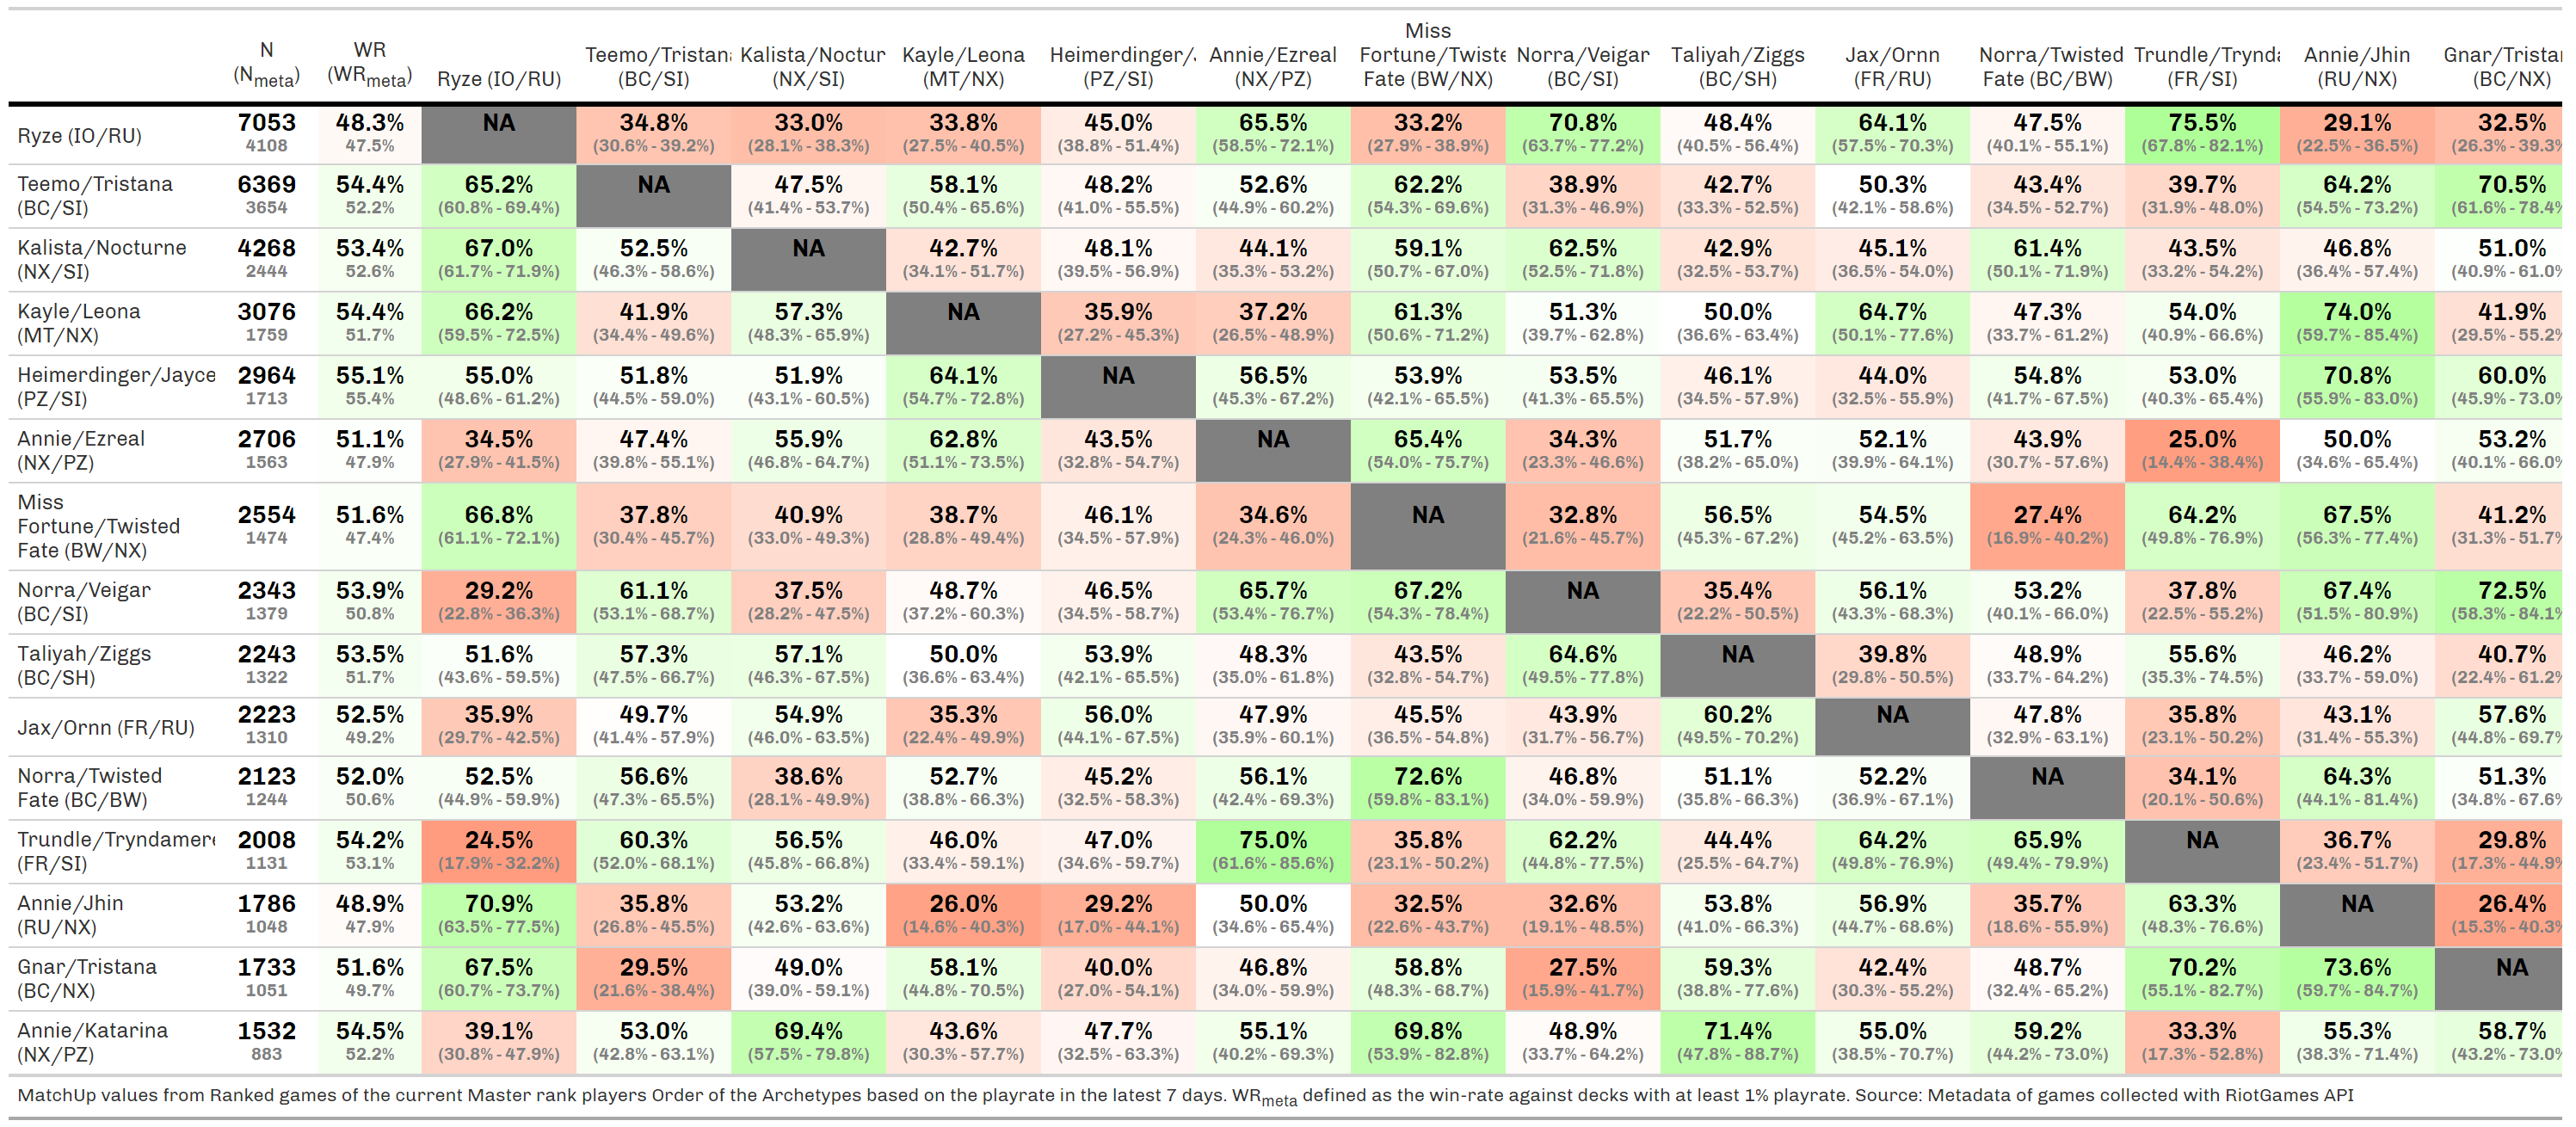 N (N_meta) WR (WR_meta) Ryze (IO/RU) Teemo/Tristana (BC/SI) Kalista/Noctur (NX/SI) Kayle/Leona (MT/NX) Heimerdinger/J (PZ/SI) Annie/Ezreal (NX/PZ) Miss Fortune/Twiste Fate (BW/NX) Norra/Veigar (BC/SI) Taliyah/Ziggs (BC/SH) Jax/Ornn (FR/RU) Norra/Twisted Fate (BC/BW) Trundle/Trynda (FR/SI) Annie/Jhin (RU/NX) Gnar/Tristan (BC/NX)
Ryze (IO/RU) 7053 48.3% NA 34.8% 33.0% 33.8% 45.0% 65.5% 33.2% 70.8% 48.4% 64.1% 47.5% 75.5% 29.1% 32.5%
4108 47.5% (30.6% - 39.2%) (28.1% - 38.3%) (27.5% - 40.5%) (38.8% - 51.4%) (58.5% - 72.1%) (27.9% - 38.9%) (63.7% - 77.2%) (40.5% - 56.4%) (57.5% - 70.3%) (40.1% - 55.1%) (67.8% - 82.1%) (22.5% - 36.5%) (26.3% - 39.3%
Teemo/Tristana 6369 54.4% 65.2% NA 47.5% 58.1% 48.2% 52.6% 62.2% 38.9% 42.7% 50.3% 43.4% 39.7% 64.2% 70.5%
(BC/SI) 3654 52.2% (60.8% - 69.4%) (41.4% - 53.7%) (50.4% - 65.6%) (41.0% - 55.5%) (44.9% - 60.2%) (54.3% - 69.6%) (31.3% - 46.9%) (33.3% - 52.5%) (42.1% - 58.6%) (34.5% - 52.7%) (31.9% - 48.0%) (54.5% - 73.2%) (61.6% - 78.4%
Kalista/Nocturne 4268 53.4% 67.0% 52.5% NA 42.7% 48.1% 44.1% 59.1% 62.5% 42.9% 45.1% 61.4% 43.5% 46.8% 51.0%
(NX/SI) 2444 52.6% (61.7% - 71.9%) (46.3% - 58.6%) (34.1% - 51.7%) (39.5% - 56.9%) (35.3% - 53.2%) (50.7% - 67.0%) (52.5% - 71.8%) (32.5% - 53.7%) (36.5% - 54.0%) (50.1% - 71.9%) (33.2% - 54.2%) (36.4% - 57.4%) (40.9% - 61.0%
Kayle/Leona 3076 54.4% 66.2% 41.9% 57.3% NA 35.9% 37.2% 61.3% 51.3% 50.0% 64.7% 47.3% 54.0% 74.0% 41.9%
(MT/NX) 1759 51.7% (59.5% - 72.5%) (34.4% - 49.6%) (48.3% - 65.9%) (27.2% - 45.3%) (26.5% - 48.9%) (50.6% - 71.2%) (39.7% - 62.8%) (36.6% - 63.4%) (50.1% - 77.6%) (33.7% - 61.2%) (40.9% - 66.6%) (59.7% - 85.4%) (29.5% - 55.2%
Heimerdinger/Jayce 2964 55.1% 55.0% 51.8% 51.9% 64.1% NA 56.5% 53.9% 53.5% 46.1% 44.0% 54.8% 53.0% 70.8% 60.0%
(PZ/SI) 1713 55.4% (48.6% - 61.2%) (44.5% - 59.0%) (43.1% - 60.5%) (54.7% - 72.8%) (45.3% - 67.2%) (42.1% - 65.5%) (41.3% - 65.5%) (34.5% - 57.9%) (32.5% - 55.9%) (41.7% - 67.5%) (40.3% - 65.4%) (55.9% - 83.0%) (45.9% - 73.0%
Annie/Ezreal 2706 51.1% 34.5% 47.4% 55.9% 62.8% 43.5% NA 65.4% 34.3% 51.7% 52.1% 43.9% 25.0% 50.0% 53.2%
(NX/PZ) 1563 47.9% (27.9% - 41.5%) (39.8% - 55.1%) (46.8% - 64.7%) (51.1% - 73.5%) (32.8% - 54.7%) (54.0% - 75.7%) (23.3% - 46.6%) (38.2% - 65.0%) (39.9% - 64.1%) (30.7% - 57.6%) (14.4% - 38.4%) (34.6% - 65.4%) (40.1% - 66.0%
Miss
Fortune/Twisted 2554 51.6% 66.8% 37.8% 40.9% 38.7% 46.1% 34.6% NA 32.8% 56.5% 54.5% 27.4% 64.2% 67.5% 41.2%
Fate (BW/NX) 1474 47.4% (61.1% - 72.1%) (30.4% - 45.7%) (33.0% - 49.3%) (28.8% - 49.4%) (34.5% - 57.9%) (24.3% - 46.0%) (21.6% - 45.7%) (45.3% - 67.2%) (45.2% - 63.5%) (16.9% - 40.2%) (49.8% - 76.9%) (56.3% - 77.4%) (31.3% - 51.7%
Norra/Veigar 2343 53.9% 29.2% 61.1% 37.5% 48.7% 46.5% 65.7% 67.2% NA 35.4% 56.1% 53.2% 37.8% 67.4% 72.5%
(BC/SI) 1379 50.8% (22.8% - 36.3%) (53.1% - 68.7%) (28.2% - 47.5%) (37.2% - 60.3%) (34.5% - 58.7%) (53.4% - 76.7%) (54.3% - 78.4%) (22.2% - 50.5%) (43.3% - 68.3%) (40.1% - 66.0%) (22.5% - 55.2%) (51.5% - 80.9%) (58.3% - 84.1%
Taliyah/Ziggs 2243 53.5% 51.6% 57.3% 57.1% 50.0% 53.9% 48.3% 43.5% 64.6% NA 39.8% 48.9% 55.6% 46.2% 40.7%
(BC/SH) 1322 51.7% (43.6% - 59.5%) (47.5% - 66.7%) (46.3% - 67.5%) (36.6% - 63.4%) (42.1% - 65.5%) (35.0% - 61.8%) (32.8% - 54.7%) (49.5% - 77.8%) (29.8% - 50.5%) (33.7% - 64.2%) (35.3% - 74.5%) (33.7% - 59.0%) (22.4% - 61.2%
Jax/Ornn (FR/RU) 2223 52.5% 35.9% 49.7% 54.9% 35.3% 56.0% 47.9% 45.5% 43.9% 60.2% NA 47.8% 35.8% 43.1% 57.6%
1310 49.2% (29.7% - 42.5%) (41.4% - 57.9%) (46.0% - 63.5%) (22.4% - 49.9%) (44.1% - 67.5%) (35.9% - 60.1%) (36.5% - 54.8%) (31.7% - 56.7%) (49.5% - 70.2%) (32.9% - 63.1%) (23.1% - 50.2%) (31.4% - 55.3%) (44.8% - 69.7%
Norra/Twisted 2123 52.0% 52.5% 56.6% 38.6% 52.7% 45.2% 56.1% 72.6% 46.8% 51.1% 52.2% NA 34.1% 64.3% 51.3%
Fate (BC/BW) 1244 50.6% (44.9% - 59.9%) (47.3% - 65.5%) (28.1% - 49.9%) (38.8% - 66.3%) (32.5% - 58.3%) (42.4% - 69.3%) (59.8% - 83.1%) (34.0% - 59.9%) (35.8% - 66.3%) (36.9% - 67.1%) (20.1% - 50.6%) (44.1% - 81.4%) (34.8% - 67.6%
Trundle/Tryndamere 2008 54.2% 24.5% 60.3% 56.5% 46.0% 47.0% 75.0% 35.8% 62.2% 44.4% 64.2% 65.9% NA 36.7% 29.8%
(FR/SI) 1131 53.1% (17.9% - 32.2%) (52.0% - 68.1%) (45.8% - 66.8%) (33.4% - 59.1%) (34.6% - 59.7%) (61.6% - 85.6%) (23.1% - 50.2%) (44.8% - 77.5%) (25.5% - 64.7%) (49.8% - 76.9%) (49.4% - 79.9%) (23.4% - 51.7%) (17.3% - 44.9%
Annie/Jhin 1786 48.9% 70.9% 35.8% 53.2% 26.0% 29.2% 50.0% 32.5% 32.6% 53.8% 56.9% 35.7% 63.3% NA 26.4%
(RU/NX) 1048 47.9% (63.5% - 77.5%) (26.8% - 45.5%) (42.6% - 63.6%) (14.6% - 40.3%) (17.0% - 44.1%) (34.6% - 65.4%) (22.6% - 43.7%) (19.1% - 48.5%) (41.0% - 66.3%) (44.7% - 68.6%) (18.6% - 55.9%) (48.3% - 76.6%) (15.3% - 40.3%
Gnar/Tristana 1733 51.6% 67.5% 29.5% 49.0% 58.1% 40.0% 46.8% 58.8% 27.5% 59.3% 42.4% 48.7% 70.2% 73.6% NA
(BC/NX) 1051 49.7% (60.7% - 73.7%) (21.6% - 38.4%) (39.0% - 59.1%) (44.8% - 70.5%) (27.0% - 54.1%) (34.0% - 59.9%) (48.3% - 68.7%) (15.9% - 41.7%) (38.8% - 77.6%) (30.3% - 55.2%) (32.4% - 65.2%) (55.1% - 82.7%) (59.7% - 84.7%)
Annie/Katarina 1532 54.5% 39.1% 53.0% 69.4% 43.6% 47.7% 55.1% 69.8% 48.9% 71.4% 55.0% 59.2% 33.3% 55.3% 58.7%
(NX/PZ) 883 52.2% (30.8% - 47.9%) (42.8% - 63.1%) (57.5% - 79.8%) (30.3% - 57.7%) (32.5% - 63.3%) (40.2% - 69.3%) (53.9% - 82.8%) (33.7% - 64.2%) (47.8% - 88.7%) (38.5% - 70.7%) (44.2% - 73.0%) (17.3% - 52.8%) (38.3% - 71.4%) (43.2% - 73.0%
MatchUp values from Ranked games of the current Master rank players Order of the Archetypes based on the playrate in the latest 7 days. WR_meta defined as the win-rate against decks with at least 1% playrate. Source: Metadata of games collected with RiotGames API